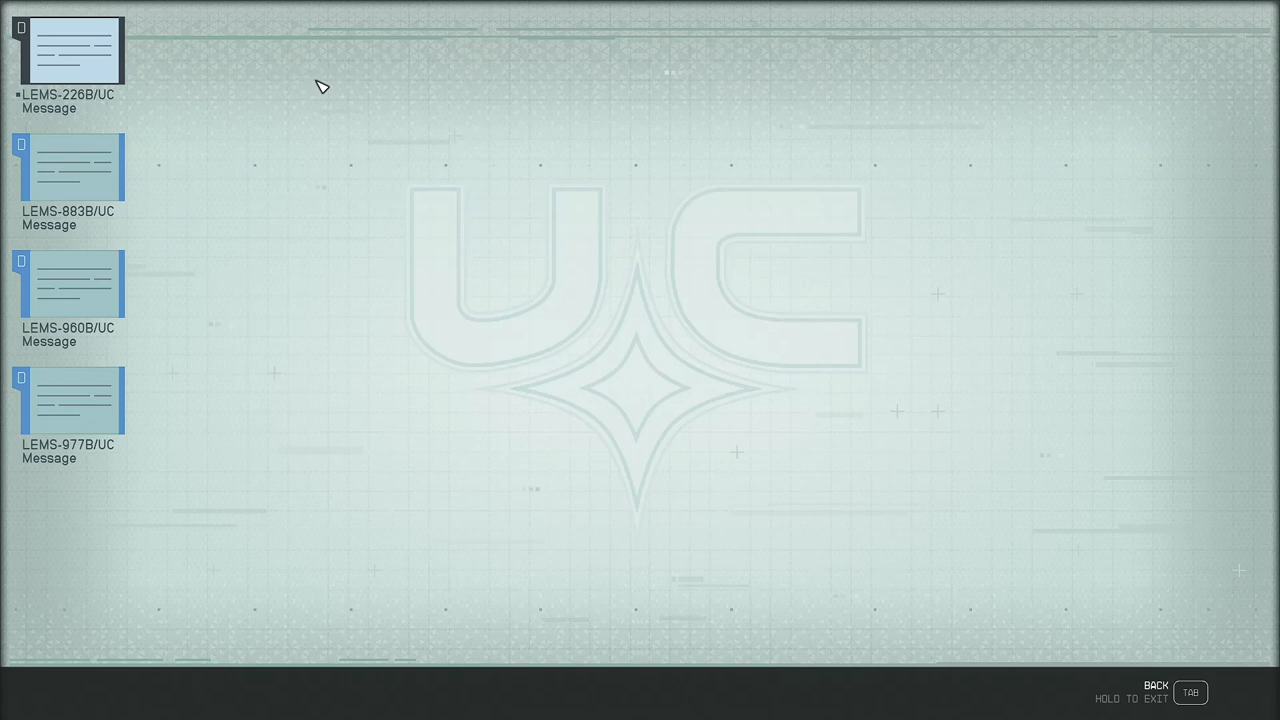 LEMS-226B/UC
Message
LEMS-883B/UC
Message
LEMS-960B/UC
Message
LEMS-977B/UC
Message
UC
BACK
HOLD TO EXIT
TAB